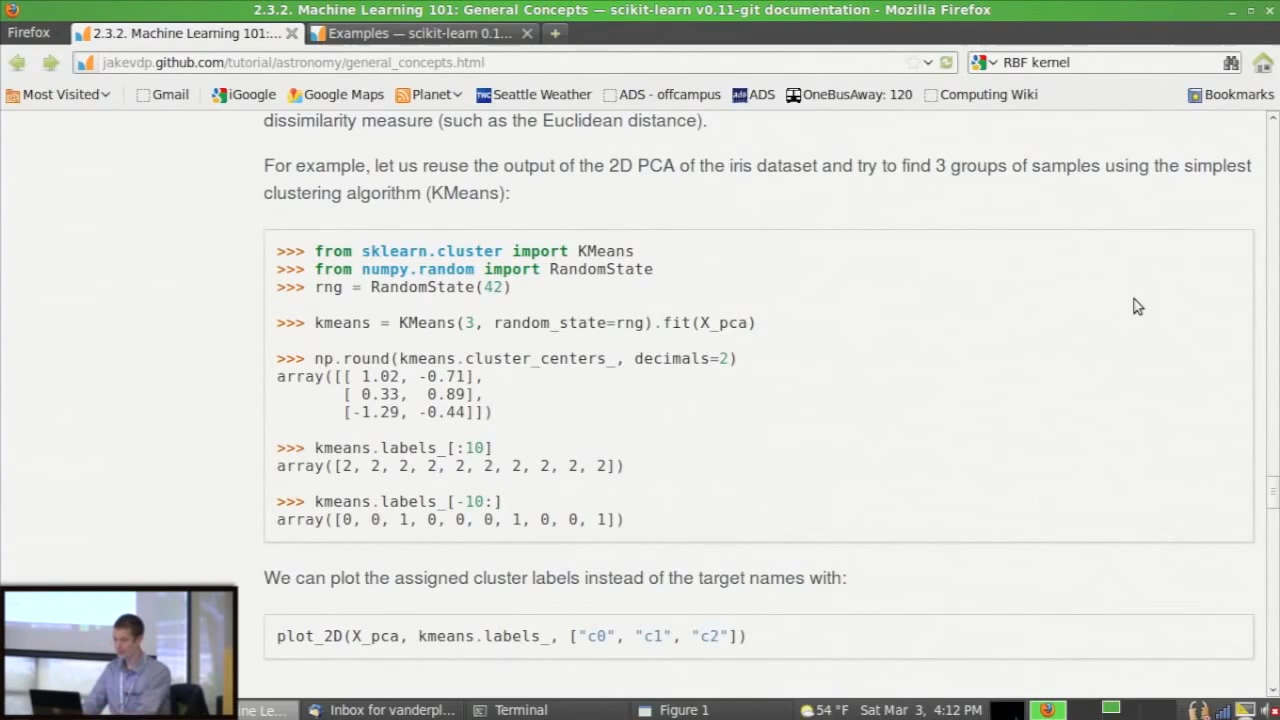 2.3.2. Machine Learning 101: General Concepts — scikit-learn v0.11-git documentation - Mozilla Firefox
Firefox 2.3.2. Machine Learning 101:... Examples — scikit-learn 0.1...
jakevdp.github.com/tutorial/astronomy/general_concepts.html RBF kernel
Most Visited Gmail iGoogle Google Maps Planet Seattle Weather ADS - offcampus ADS OneBusAway: 120 Computing Wiki Bookmarks
dissimilarity measure (such as the Euclidean distance).
For example, let us reuse the output of the 2D PCA of the iris dataset and try to find 3 groups of samples using the simplest
clustering algorithm (KMeans):
>>> from sklearn.cluster import KMeans
>>> from numpy.random import RandomState
>>> rng = RandomState(42)
>>> kmeans = KMeans(3, random_state=rng).fit(X_pca)
>>> np.round(kmeans.cluster_centers_, decimals=2)
array([[ 1.02, -0.71],
[ 0.33, 0.89],
[-1.29, -0.44]])
>>> kmeans.labels_[:10]
array([2, 2, 2, 2, 2, 2, 2, 2, 2, 2])
>>> kmeans.labels_[-10:]
array([0, 0, 1, 0, 0, 0, 1, 0, 0, 1])
We can plot the assigned cluster labels instead of the target names with:
plot_2D(X_pca, kmeans.labels_, ["c0", "c1", "c2"])
ne Le... Inbox for vanderpl... Terminal Figure 1 54 °F Sat Mar 3, 4:12 PM